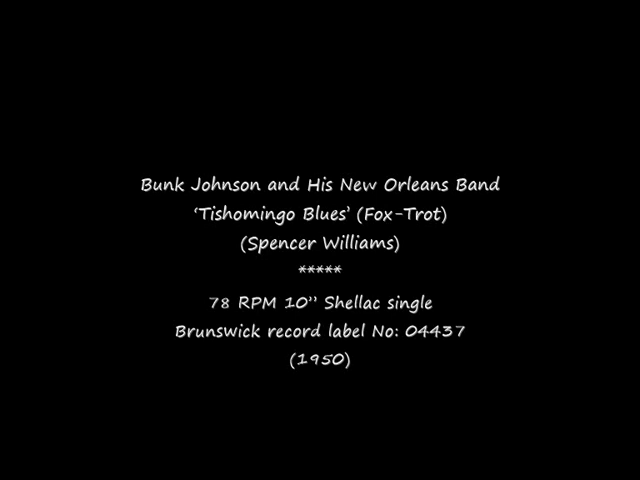 Bunk Johnson and His New Orleans Band
‘Tishomingo Blues’ (Fox-Trot)
(Spencer Williams)
*****
78 RPM 10” Shellac single
Brunswick record label No: 04437
(1950)